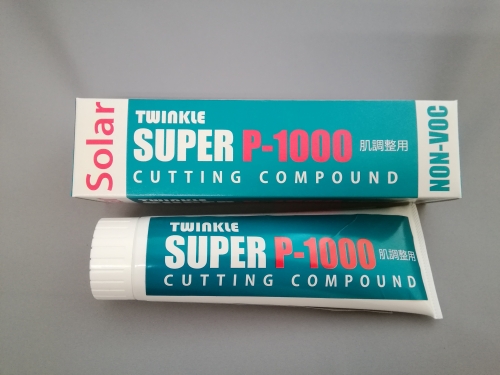 Solar
TWINKLE
SUPER P-1000 肌調整用
CUTTING COMPOUND
NON-VOC
TWINKLE
TWINKLE
SUPER P-1000 肌調整用
CUTTING COMPOUND